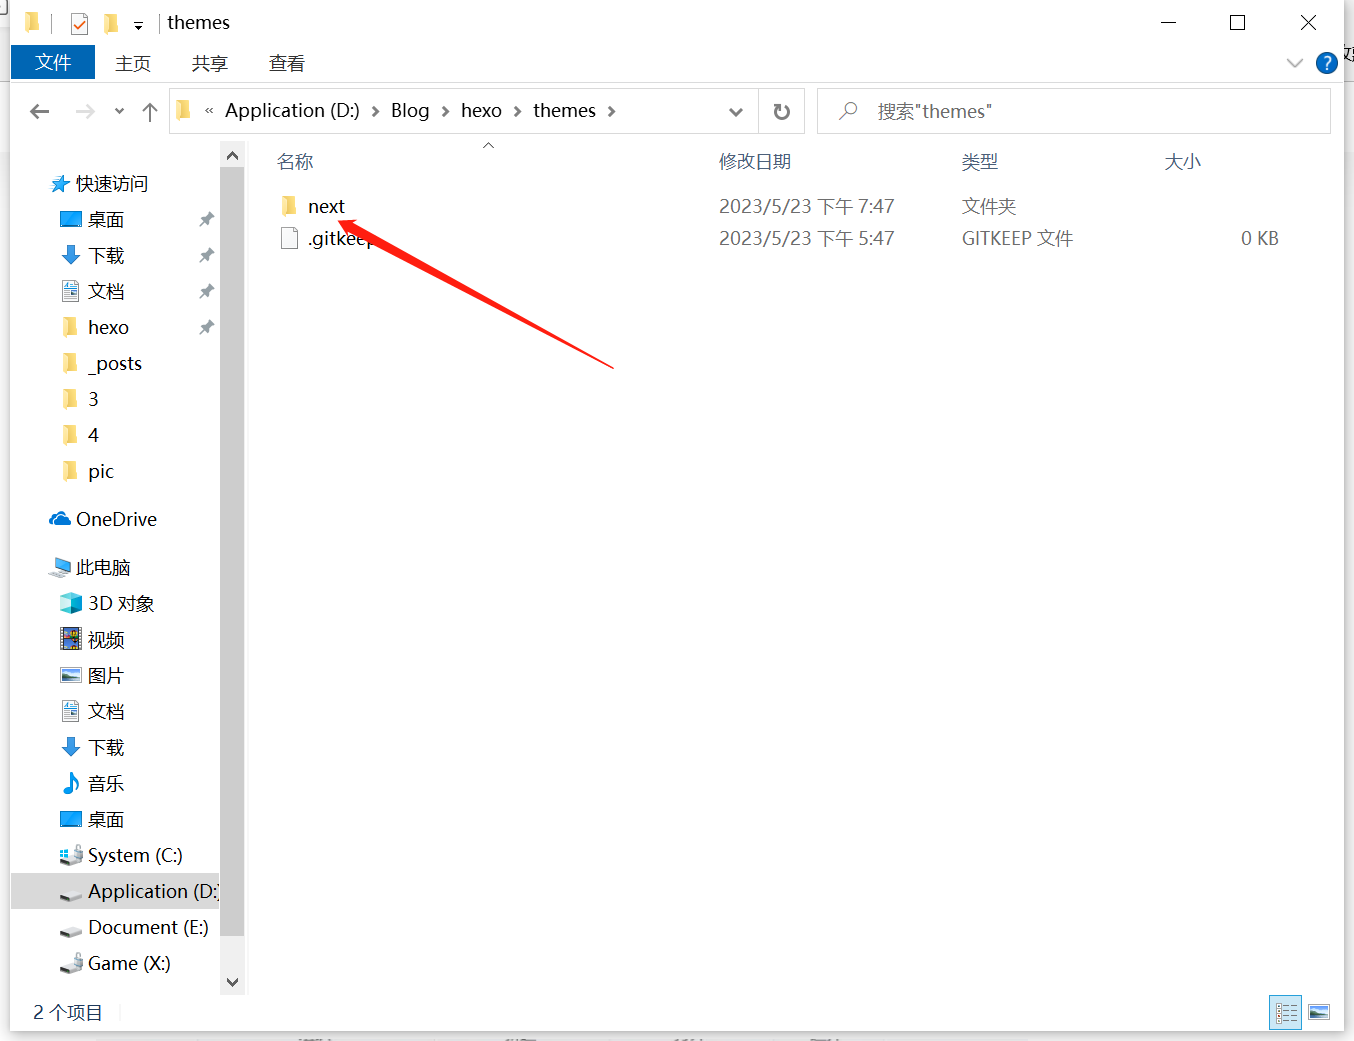 themes
文件 主页 共享 查看
« Application (D:) Blog hexo themes 搜索"themes"
名称 修改日期 类型 大小
next 2023/5/23 下午 7:47 文件夹
.gitkeep 2023/5/23 下午 5:47 GITKEEP 文件 0 KB
快速访问
桌面
下载
文档
hexo
_posts
3
4
pic
OneDrive
此电脑
3D 对象
视频
图片
文档
下载
音乐
桌面
System (C:)
Application (D:)
Document (E:)
Game (X:)
2 个项目